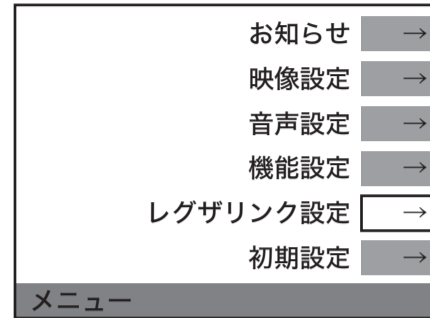 お知らせ →
映像設定 →
音声設定 →
機能設定 →
レグザリンク設定 →
初期設定 →
メニュー